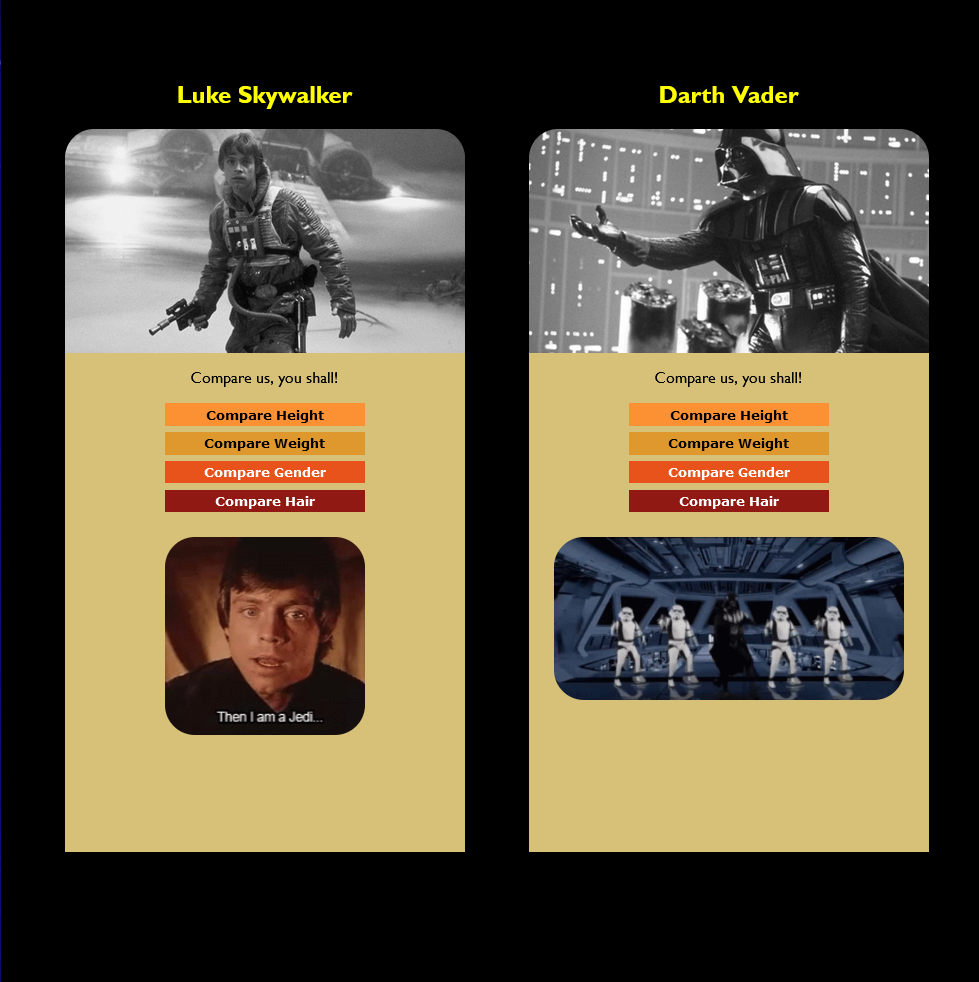 Luke Skywalker
Compare us, you shall!
Compare Height
Compare Weight
Compare Gender
Compare Hair
Then I am a Jedi...
Darth Vader
Compare us, you shall!
Compare Height
Compare Weight
Compare Gender
Compare Hair